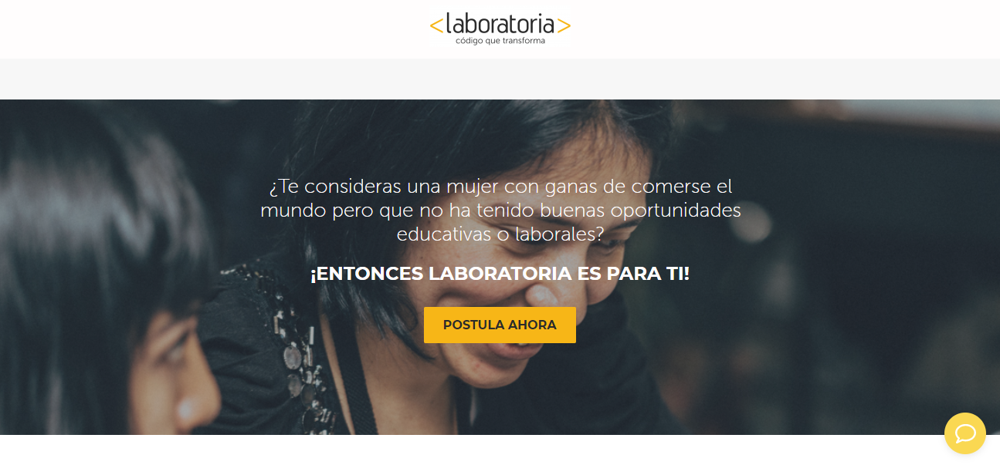 <laboratoria>
código que transforma
¿Te consideras una mujer con ganas de comerse el
mundo pero que no ha tenido buenas oportunidades
educativas o laborales?
¡ENTONCES LABORATORIA ES PARA TI!
POSTULA AHORA